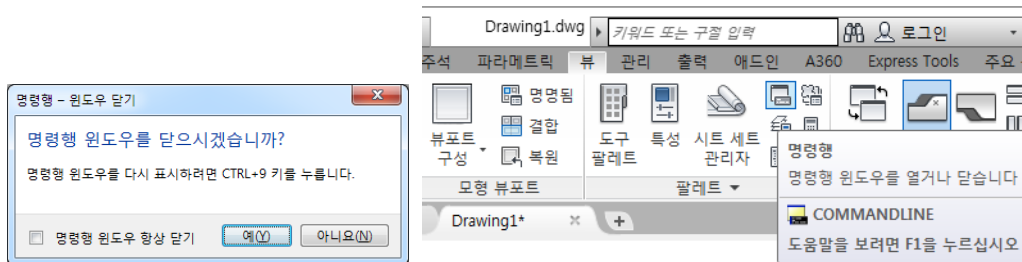 명령행 - 윈도우 닫기
명령행 윈도우를 닫으시겠습니까?
명령행 윈도우를 다시 표시하려면 CTRL+9 키를 누릅니다.
명령행 윈도우 항상 닫기
예(Y)
아니요(N)
Drawing1.dwg
키워드 또는 구절 입력
로그인
주석 파라메트릭 뷰 관리 출력 애드인 A360 Express Tools 주요
뷰포트 구성
명명됨
결합
복원
도구 팔레트
특성
시트 세트 관리자
모형 뷰포트
팔레트
Drawing1*
명령행
명령행 윈도우를 열거나 닫습니다
COMMANDLINE
도움말을 보려면 F1을 누르십시오